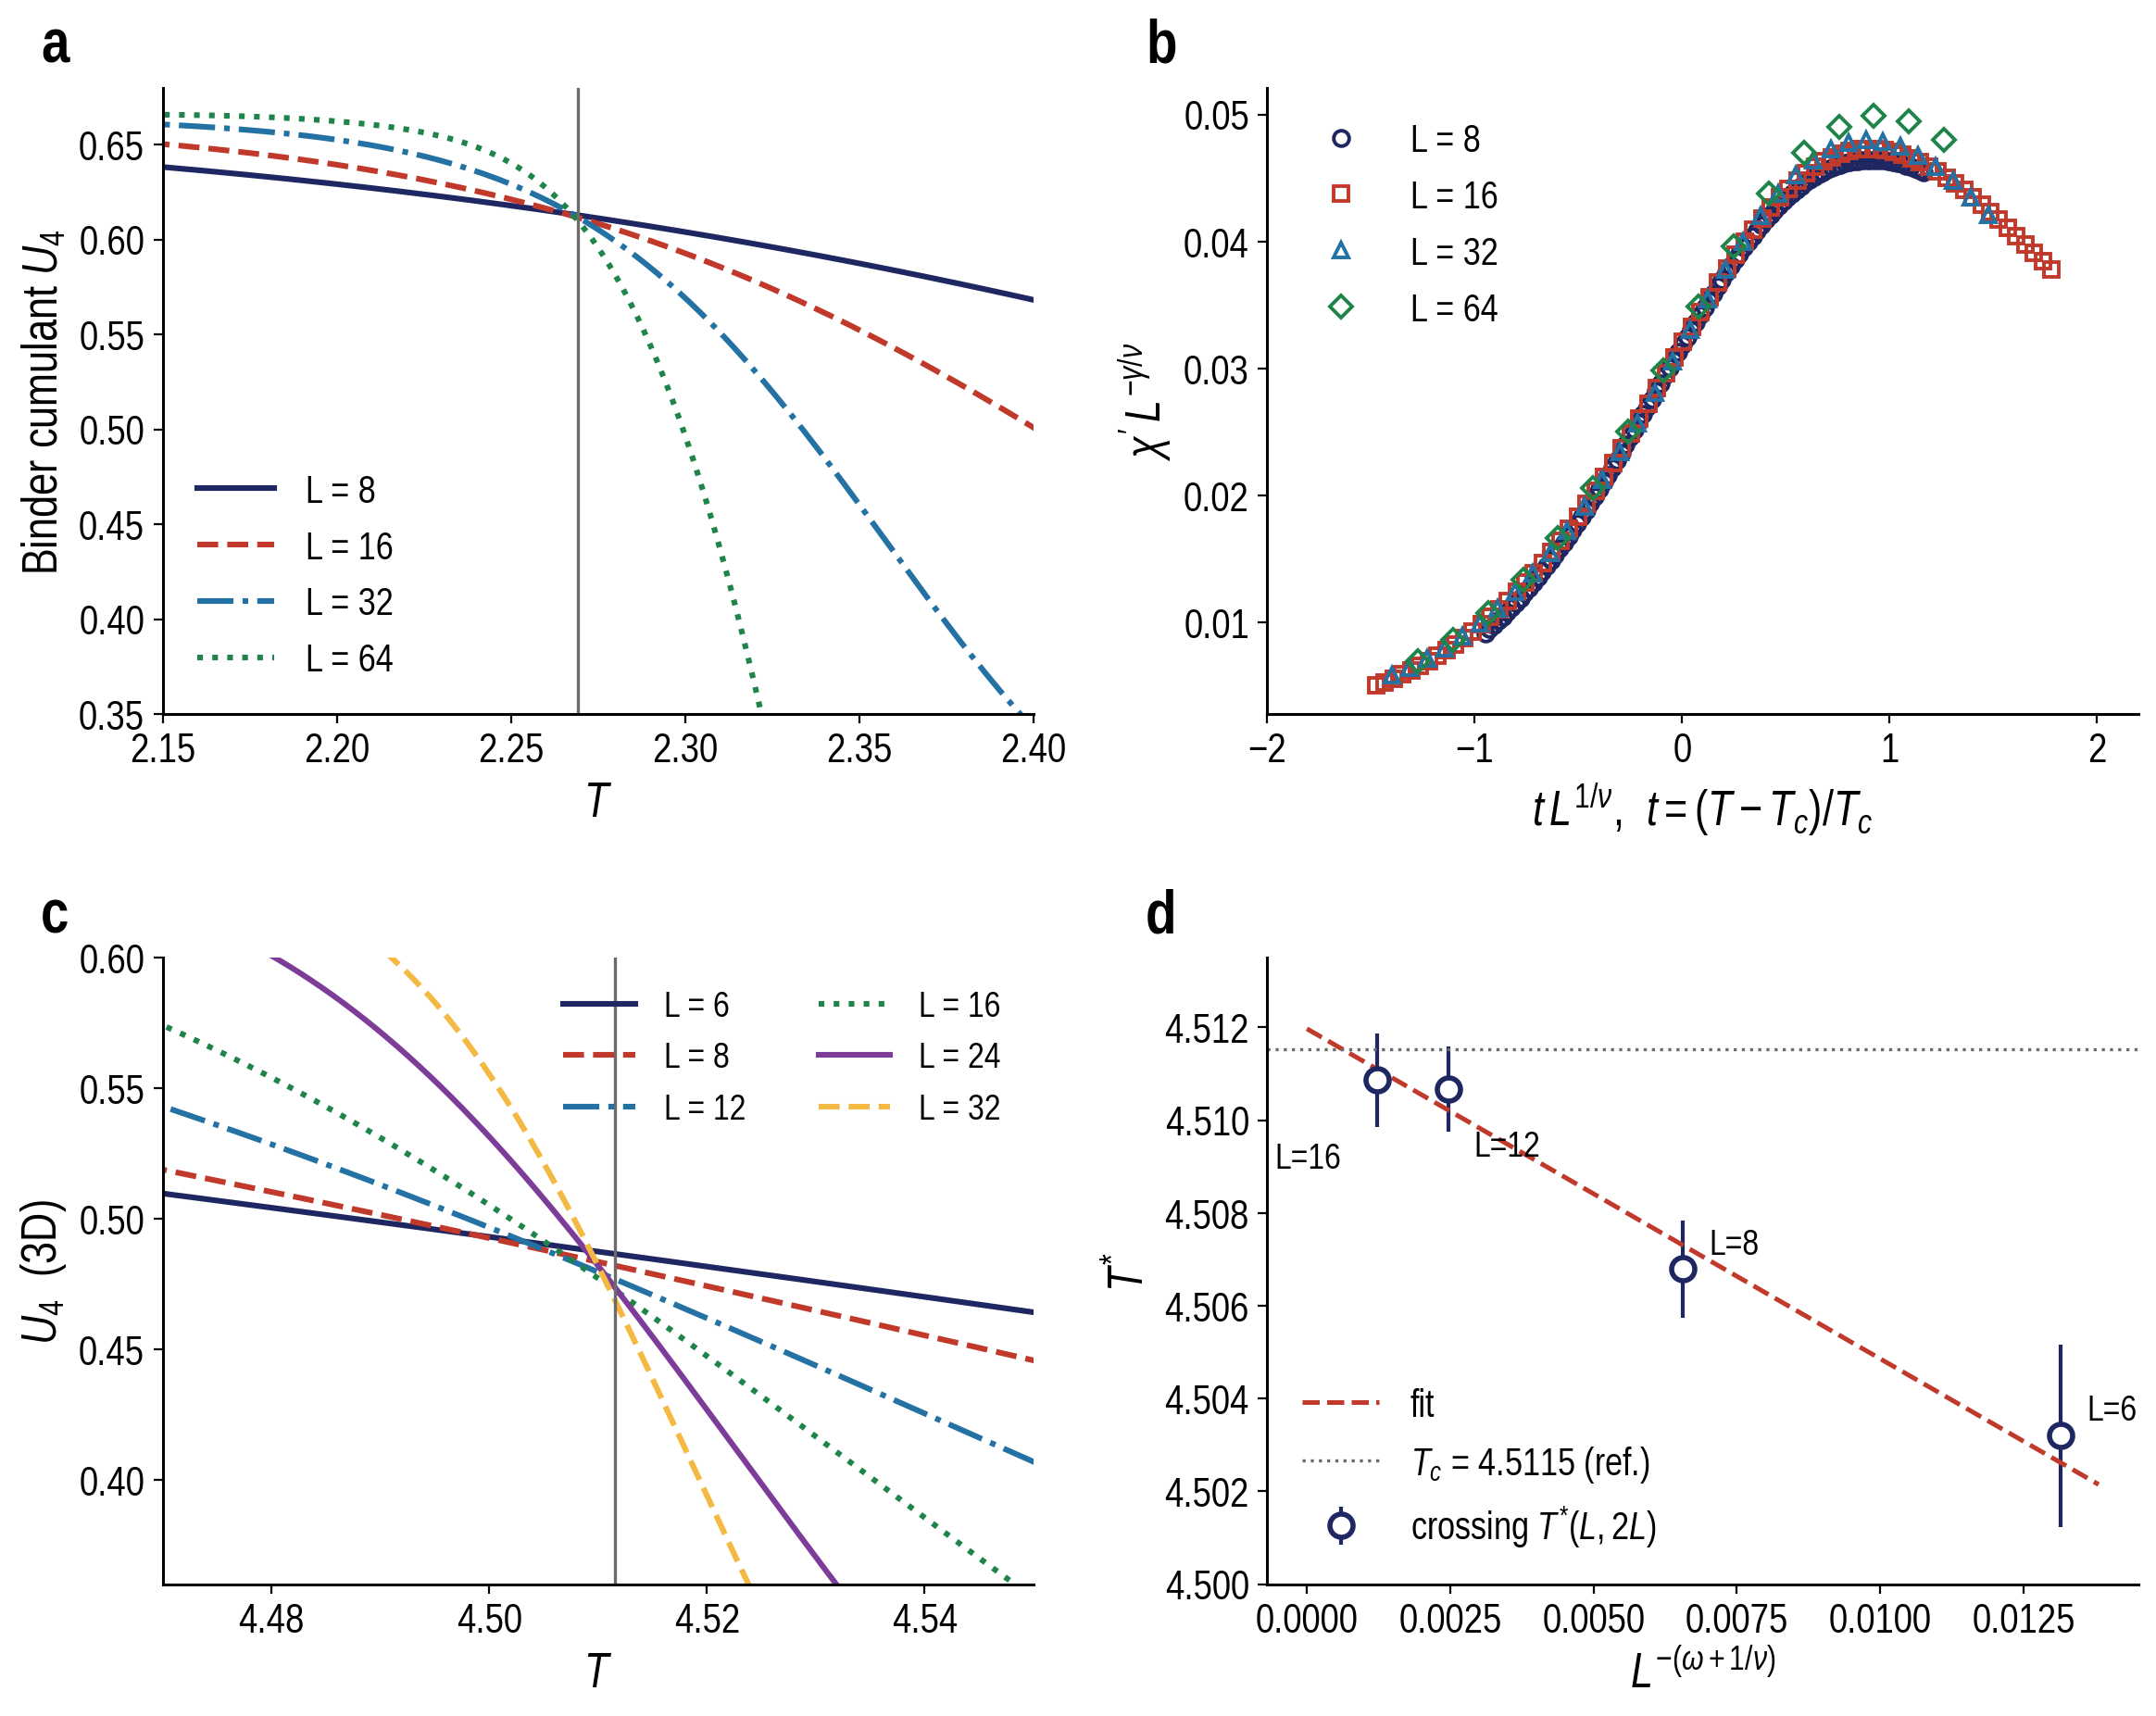 a
0.65
0.60
0.55
0.50
0.45
0.40
0.35
Binder cumulant U₄
L = 8
L = 16
L = 32
L = 64
2.15 2.20 2.25 2.30 2.35 2.40
T
b
0.05
0.04
0.03
0.02
0.01
χ′ L^{−γ/ν}
L = 8
L = 16
L = 32
L = 64
−2 −1 0 1 2
t L^{1/ν}, t = (T − T_c)/T_c
c
0.60
0.55
0.50
0.45
0.40
U₄ (3D)
L = 6
L = 8
L = 12
L = 16
L = 24
L = 32
4.48 4.50 4.52 4.54
T
d
4.512
4.510
4.508
4.506
4.504
4.502
4.500
T*
L=16
L=12
L=8
L=6
fit
T_c = 4.5115 (ref.)
crossing T*(L, 2L)
0.0000 0.0025 0.0050 0.0075 0.0100 0.0125
L^{−(ω + 1/ν)}